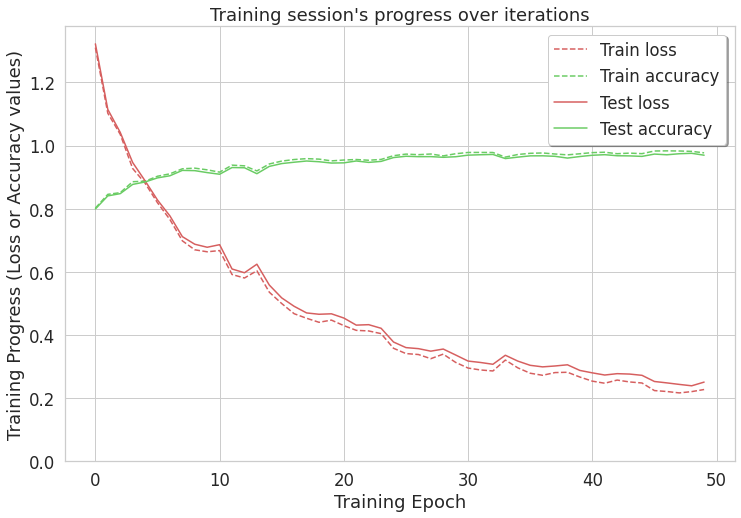 Training session's progress over iterations
Train loss
Train accuracy
Test loss
Test accuracy
Training Progress (Loss or Accuracy values)
1.2
1.0
0.8
0.6
0.4
0.2
0.0
0 10 20 30 40 50
Training Epoch